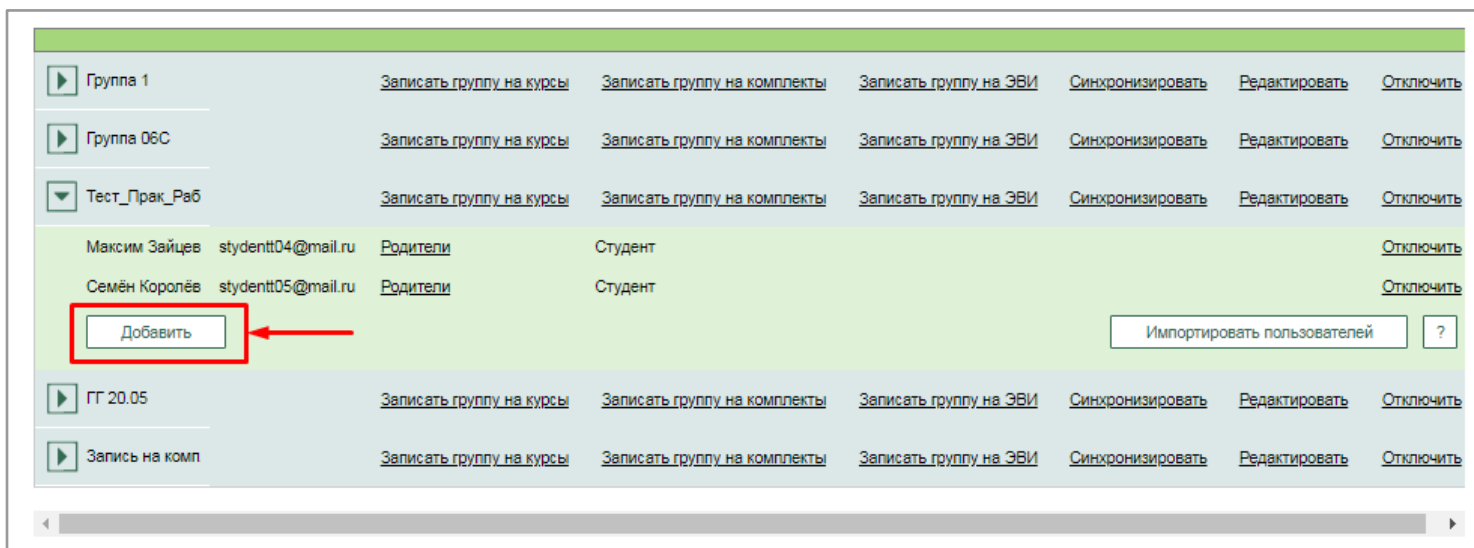 Группа 1 Записать группу на курсы Записать группу на комплекты Записать группу на ЭВИ Синхронизировать Редактировать Отключить
Группа 06С Записать группу на курсы Записать группу на комплекты Записать группу на ЭВИ Синхронизировать Редактировать Отключить
Тест_Прак_Раб Записать группу на курсы Записать группу на комплекты Записать группу на ЭВИ Синхронизировать Редактировать Отключить
Максим Зайцев stydentt04@mail.ru Родители Студент Отключить
Семён Королёв stydentt05@mail.ru Родители Студент Отключить
Добавить Импортировать пользователей ?
ГГ 20.05 Записать группу на курсы Записать группу на комплекты Записать группу на ЭВИ Синхронизировать Редактировать Отключить
Запись на комп Записать группу на курсы Записать группу на комплекты Записать группу на ЭВИ Синхронизировать Редактировать Отключить